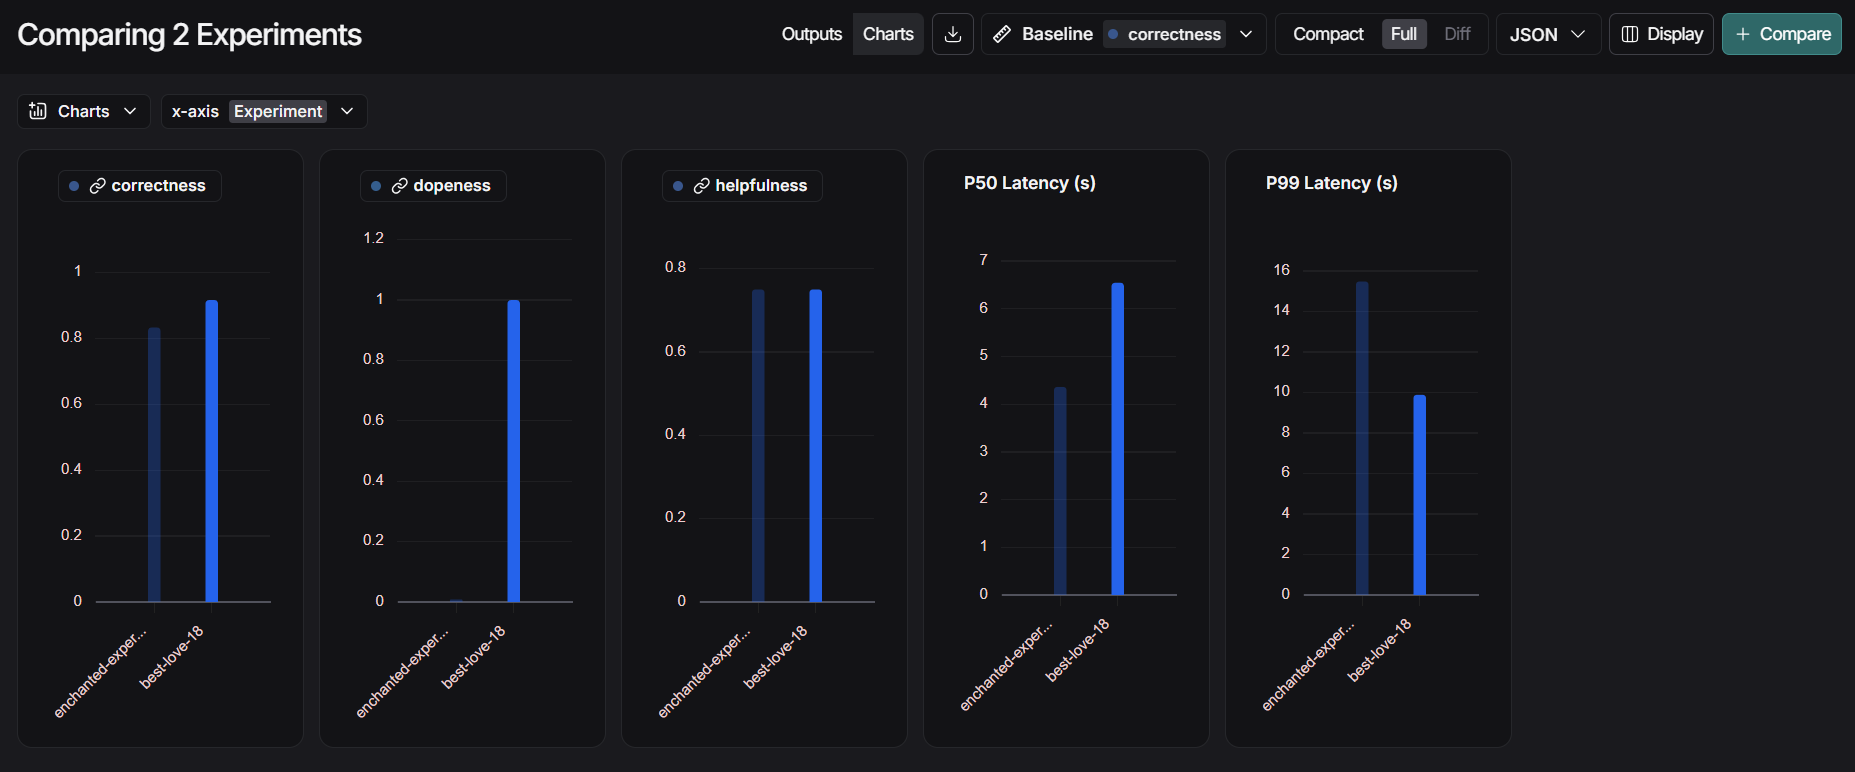 Comparing 2 Experiments
Outputs
Charts
Baseline
correctness
Compact
Full
Diff
JSON
Display
Compare
Charts
x-axis
Experiment
correctness
1
0.8
0.6
0.4
0.2
0
enchanted-exper...
best-love-18
dopeness
1.2
1
0.8
0.6
0.4
0.2
0
enchanted-exper...
best-love-18
helpfulness
0.8
0.6
0.4
0.2
0
enchanted-exper...
best-love-18
P50 Latency (s)
7
6
5
4
3
2
1
0
enchanted-exper...
best-love-18
P99 Latency (s)
16
14
12
10
8
6
4
2
0
enchanted-exper...
best-love-18